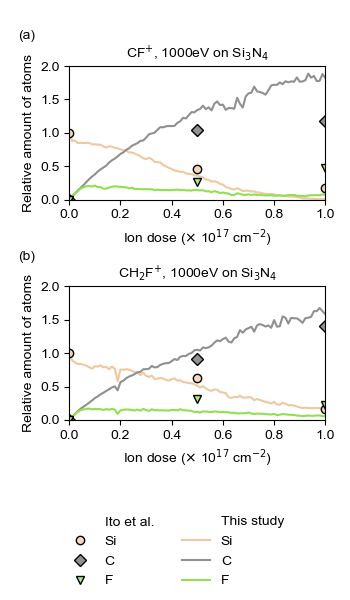 (a)
CF⁺, 1000eV on Si₃N₄
Relative amount of atoms
2.0
1.5
1.0
0.5
0.0
0.0 0.2 0.4 0.6 0.8 1.0
Ion dose (× 10¹⁷ cm⁻²)
(b)
CH₂F⁺, 1000eV on Si₃N₄
Relative amount of atoms
2.0
1.5
1.0
0.5
0.0
0.0 0.2 0.4 0.6 0.8 1.0
Ion dose (× 10¹⁷ cm⁻²)
Ito et al. This study
Si Si
C C
F F